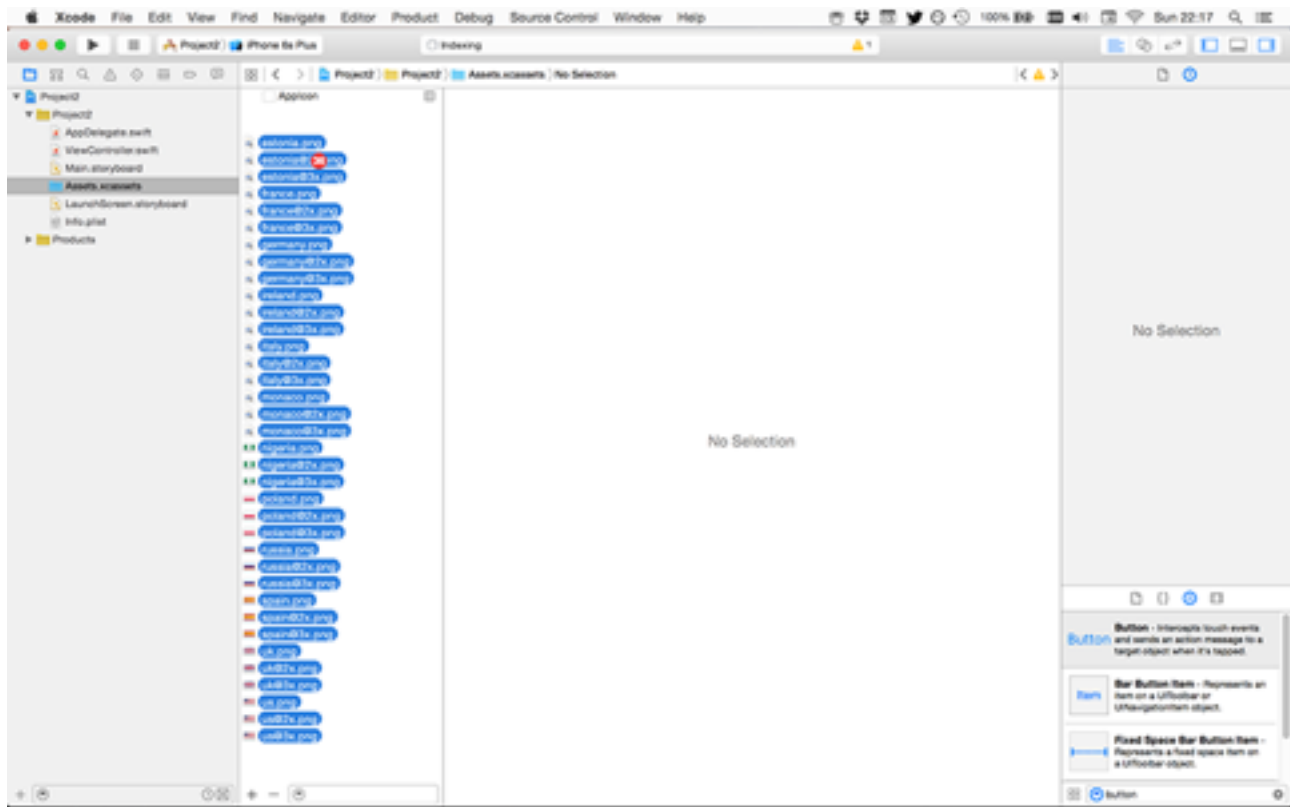 Xcode File Edit View Find Navigate Editor Product Debug Source Control Window Help 100% Sun 22:17
Project2 iPhone 6s Plus Indexing 1
Project2 Project2 Assets.xcassets No Selection
Project2
Project2
AppDelegate.swift
ViewController.swift
Main.storyboard
Assets.xcassets
LaunchScreen.storyboard
Info.plist
Products
AppIcon
estonia.png
estonia@ng
estonia@3x.png
france.png
france@2x.png
france@3x.png
germany.png
germany@2x.png
germany@3x.png
ireland.png
ireland@2x.png
ireland@3x.png
italy.png
italy@2x.png
italy@3x.png
monaco.png
monaco@2x.png
monaco@3x.png
nigeria.png
nigeria@2x.png
nigeria@3x.png
poland.png
poland@2x.png
poland@3x.png
russia.png
russia@2x.png
russia@3x.png
spain.png
spain@2x.png
spain@3x.png
uk.png
uk@2x.png
uk@3x.png
us.png
us@2x.png
us@3x.png
No Selection
No Selection
Button
Button - Intercepts touch events
and sends an action message to a
target object when it's tapped.
Item
Bar Button Item - Represents an
item on a UIToolbar or
UINavigationItem object.
Fixed Space Bar Button Item -
Represents a fixed space item on
a UIToolbar object.
button